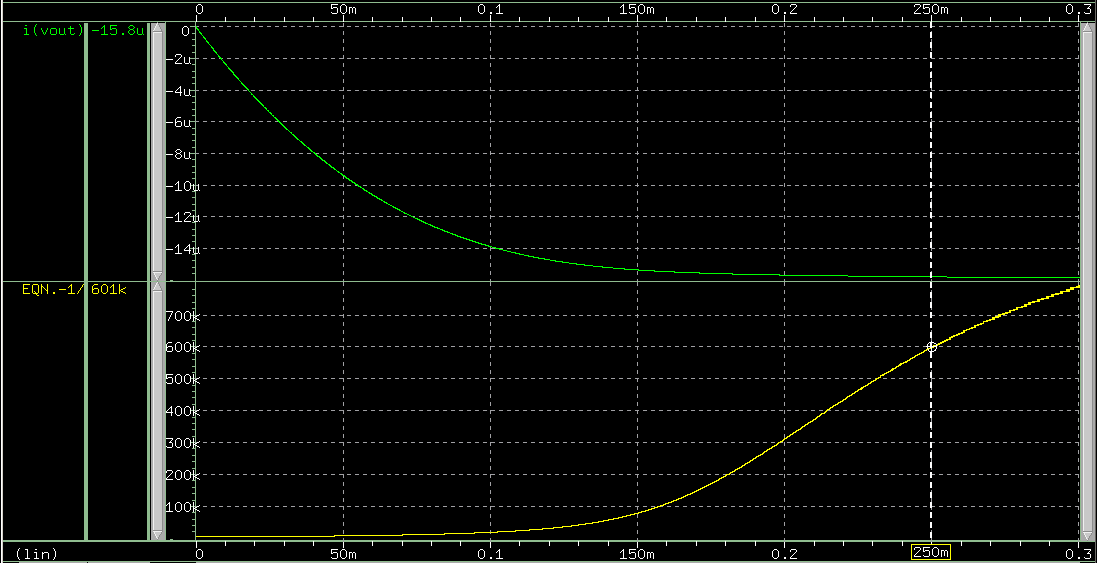 0 50m 0.1 150m 0.2 250m 0.3
i(vout) -15.8u
0
-2u
-4u
-6u
-8u
-10u
-12u
-14u
EQN.-1/ 601k
700k
600k
500k
400k
300k
200k
100k
(lin) 0 50m 0.1 150m 0.2 250m 0.3